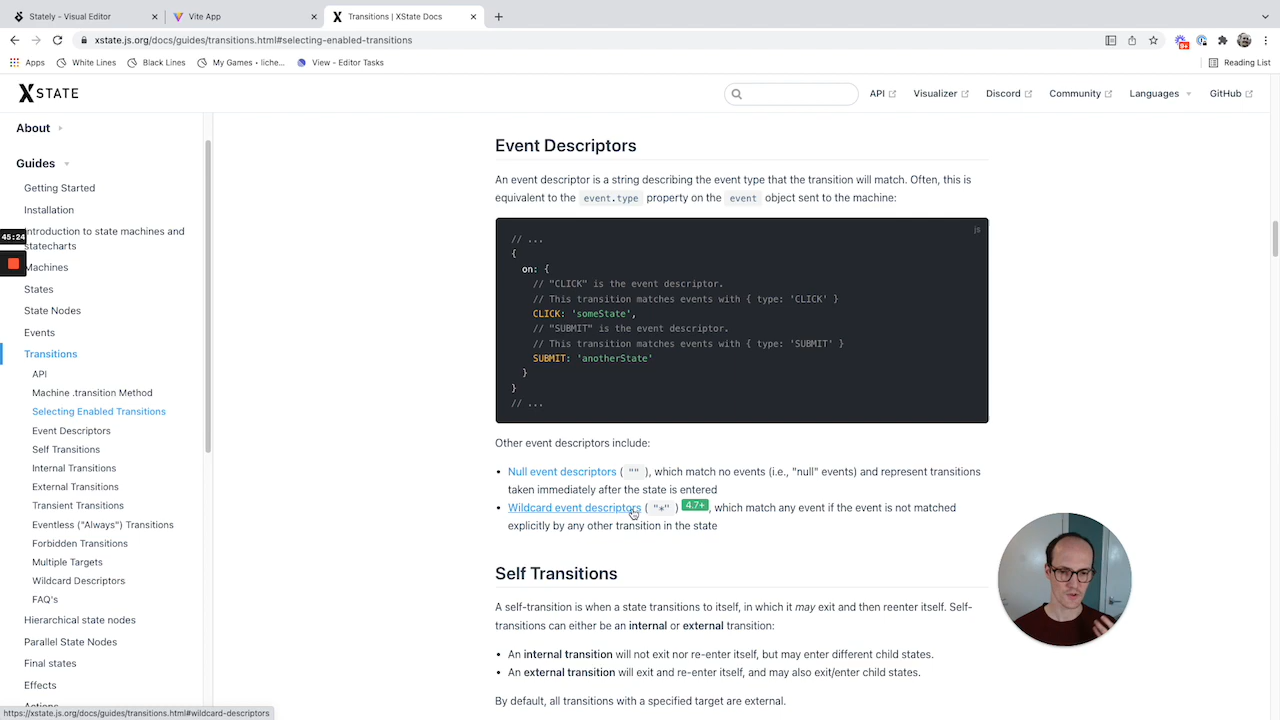 Stately - Visual Editor
Vite App
Transitions | XState Docs
xstate.js.org/docs/guides/transitions.html#selecting-enabled-transitions
9+
Apps
White Lines
Black Lines
My Games • liche...
View - Editor Tasks
Reading List
XSTATE
API
Visualizer
Discord
Community
Languages
GitHub
About
Guides
Getting Started
Installation
45:24
Introduction to state machines and
statecharts
Machines
States
State Nodes
Events
Transitions
API
Machine .transition Method
Selecting Enabled Transitions
Event Descriptors
Self Transitions
Internal Transitions
External Transitions
Transient Transitions
Eventless ("Always") Transitions
Forbidden Transitions
Multiple Targets
Wildcard Descriptors
FAQ's
Hierarchical state nodes
Parallel State Nodes
Final states
Effects
Actions
https://xstate.js.org/docs/guides/transitions.html#wildcard-descriptors
Event Descriptors
An event descriptor is a string describing the event type that the transition will match. Often, this is
equivalent to the event.type property on the event object sent to the machine:
js
// ...
{
on: {
// "CLICK" is the event descriptor.
// This transition matches events with { type: 'CLICK' }
CLICK: 'someState',
// "SUBMIT" is the event descriptor.
// This transition matches events with { type: 'SUBMIT' }
SUBMIT: 'anotherState'
}
}
// ...
Other event descriptors include:
• Null event descriptors ( "" ), which match no events (i.e., "null" events) and represent transitions
taken immediately after the state is entered
• Wildcard event descriptors ( "*" ) 4.7+ , which match any event if the event is not matched
explicitly by any other transition in the state
Self Transitions
A self-transition is when a state transitions to itself, in which it may exit and then reenter itself. Self-
transitions can either be an internal or external transition:
• An internal transition will not exit nor re-enter itself, but may enter different child states.
• An external transition will exit and re-enter itself, and may also exit/enter child states.
By default, all transitions with a specified target are external.